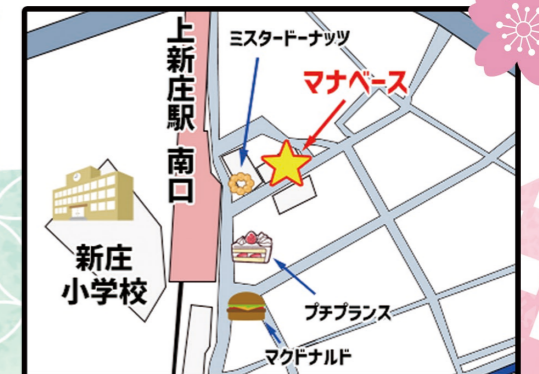 上新庄駅 南口
ミスタードーナッツ
マナベース
新庄
小学校
プチプランス
マクドナルド